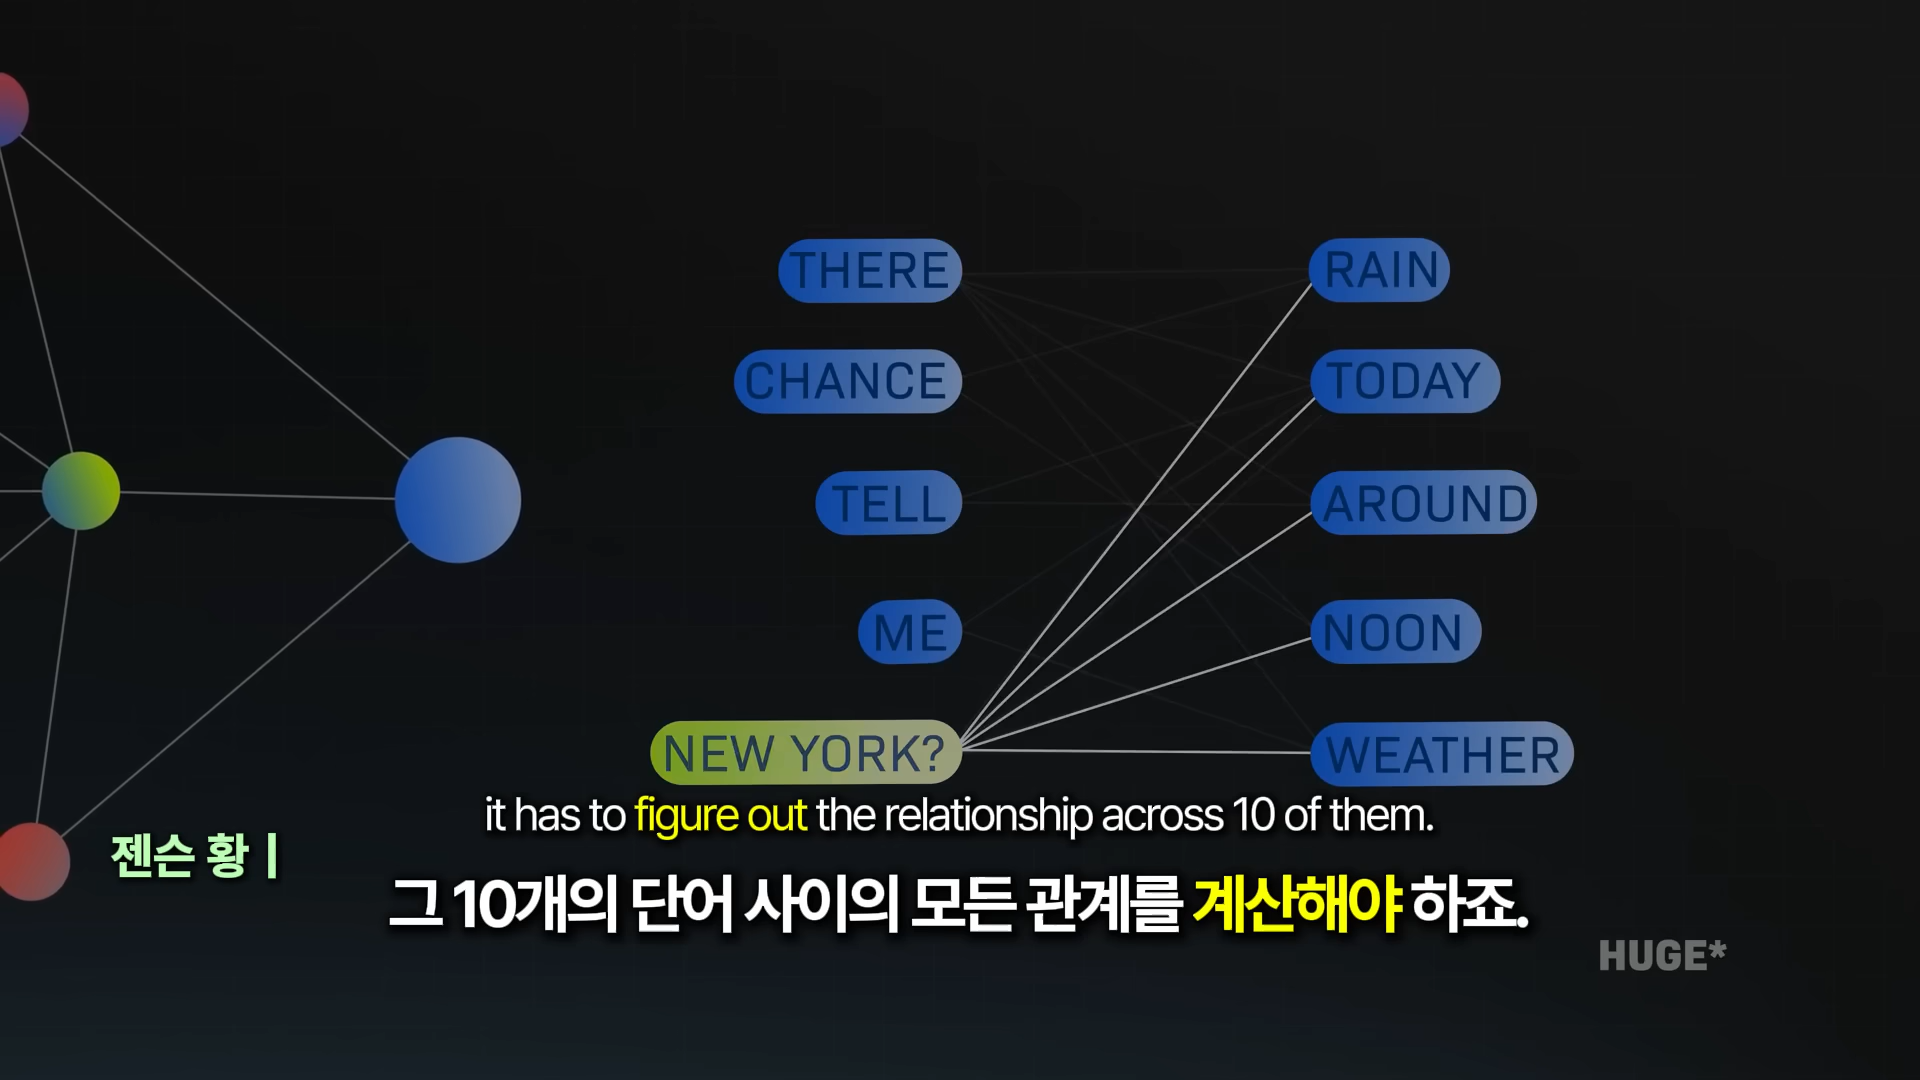 THERE
RAIN
CHANCE
TODAY
TELL
AROUND
ME
NOON
NEW YORK?
WEATHER
it has to figure out the relationship across 10 of them.
젠슨 황 |
그 10개의 단어 사이의 모든 관계를 계산해야 하죠.
HUGE*